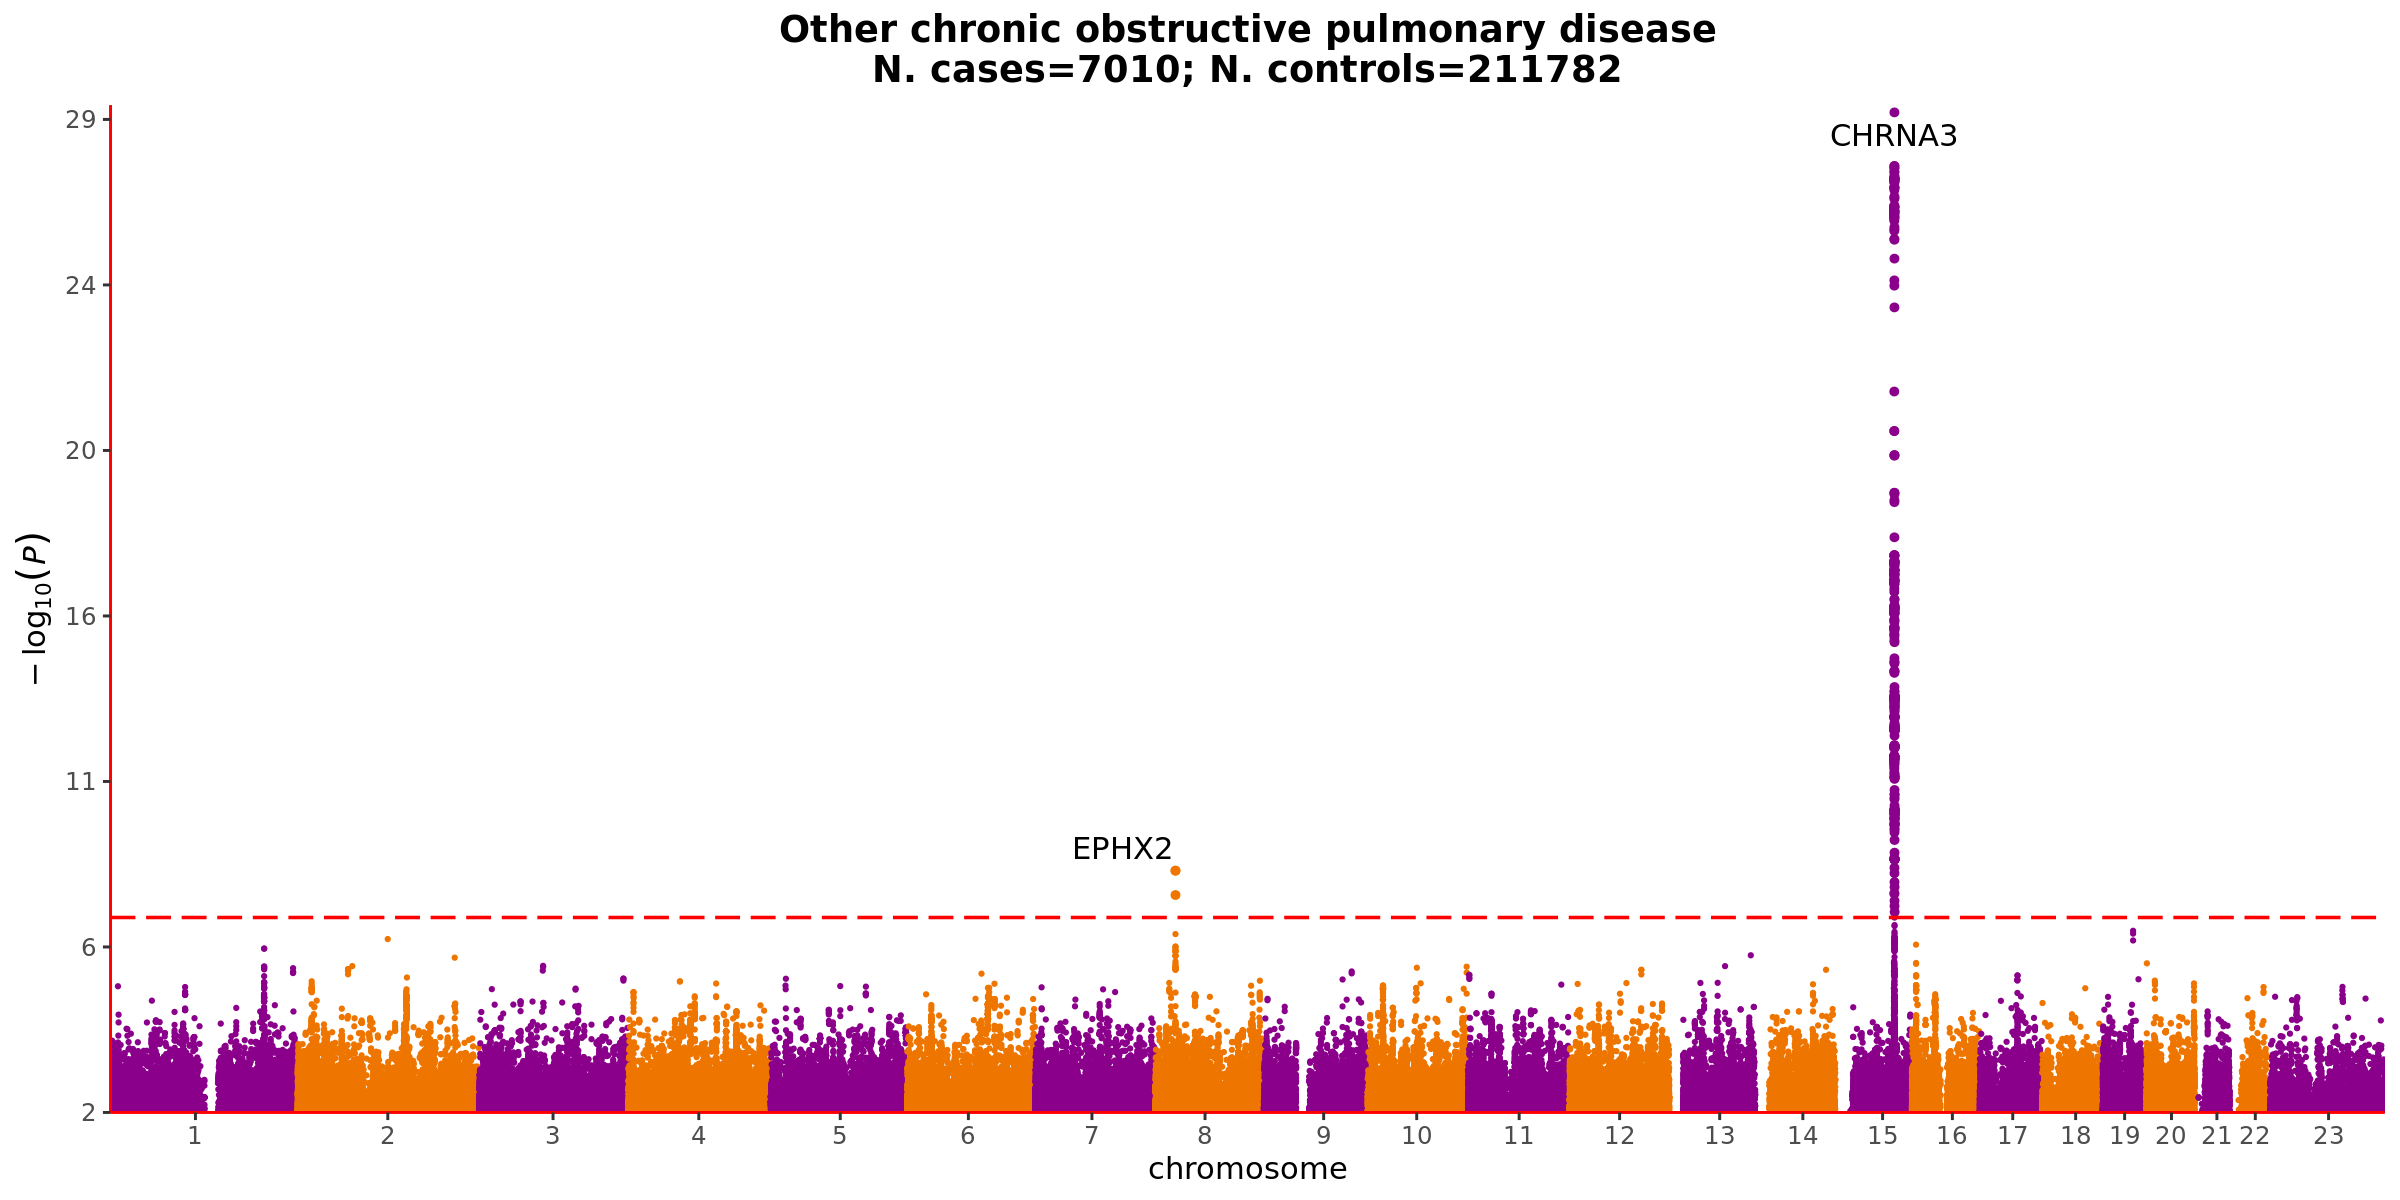 Other chronic obstructive pulmonary disease
N. cases=7010; N. controls=211782
29
24
20
16
11
6
2
−log₁₀(P)
CHRNA3
EPHX2
1 2 3 4 5 6 7 8 9 10 11 12 13 14 15 16 17 18 19 20 21 22 23
chromosome